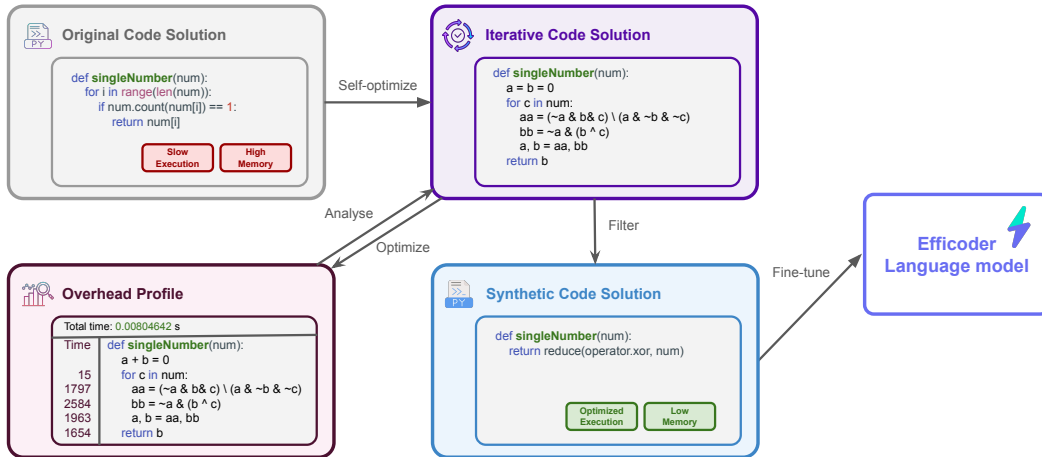 Original Code Solution
PY
def singleNumber(num):
for i in range(len(num)):
if num.count(num[i]) == 1:
return num[i]
Slow
Execution
High
Memory
Self-optimize
Iterative Code Solution
def singleNumber(num):
a = b = 0
for c in num:
aa = (~a & b& c) \ (a & ~b & ~c)
bb = ~a & (b ^ c)
a, b = aa, bb
return b
Analyse
Optimize
Filter
Overhead Profile
Total time: 0.00804642 s
Time def singleNumber(num):
a + b = 0
15 for c in num:
1797 aa = (~a & b& c) \ (a & ~b & ~c)
2584 bb = ~a & (b ^ c)
1963 a, b = aa, bb
1654 return b
Synthetic Code Solution
PY
def singleNumber(num):
return reduce(operator.xor, num)
Optimized
Execution
Low
Memory
Fine-tune
Efficoder
Language model